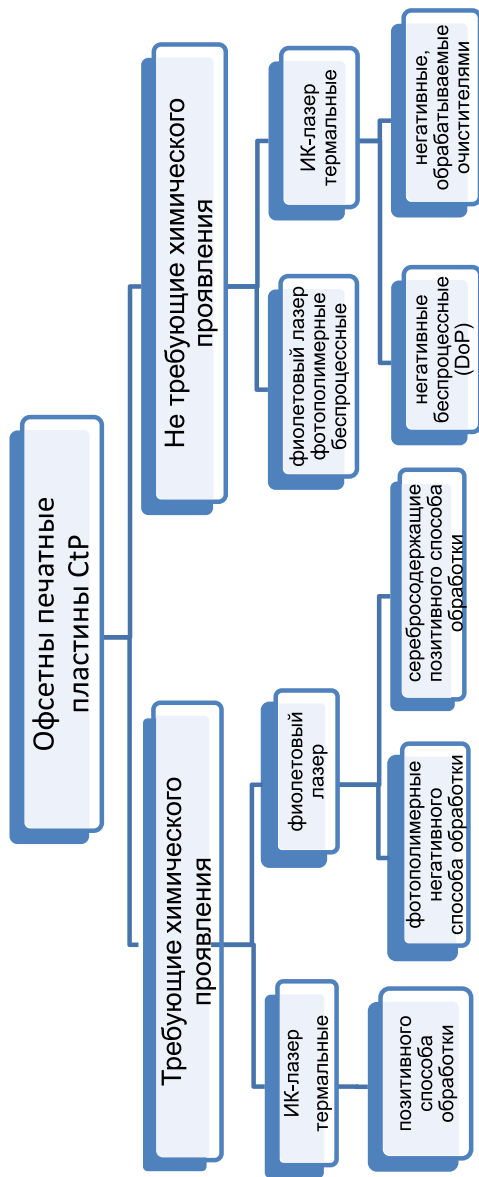 Офсетны печатные
пластины CtP
Требующие химического
проявления
Не требующие химического
проявления
ИК-лазер
термальные
фиолетовый
лазер
фиолетовый лазер
фотополимерные
беспроцессные
ИК-лазер
термальные
позитивного
способа
обработки
фотополимерные
негативного
способа обработки
серебросодержащие
позитивного способа
обработки
негативные
беспроцессные
(DoP)
негативные,
обрабатываемые
очистителями